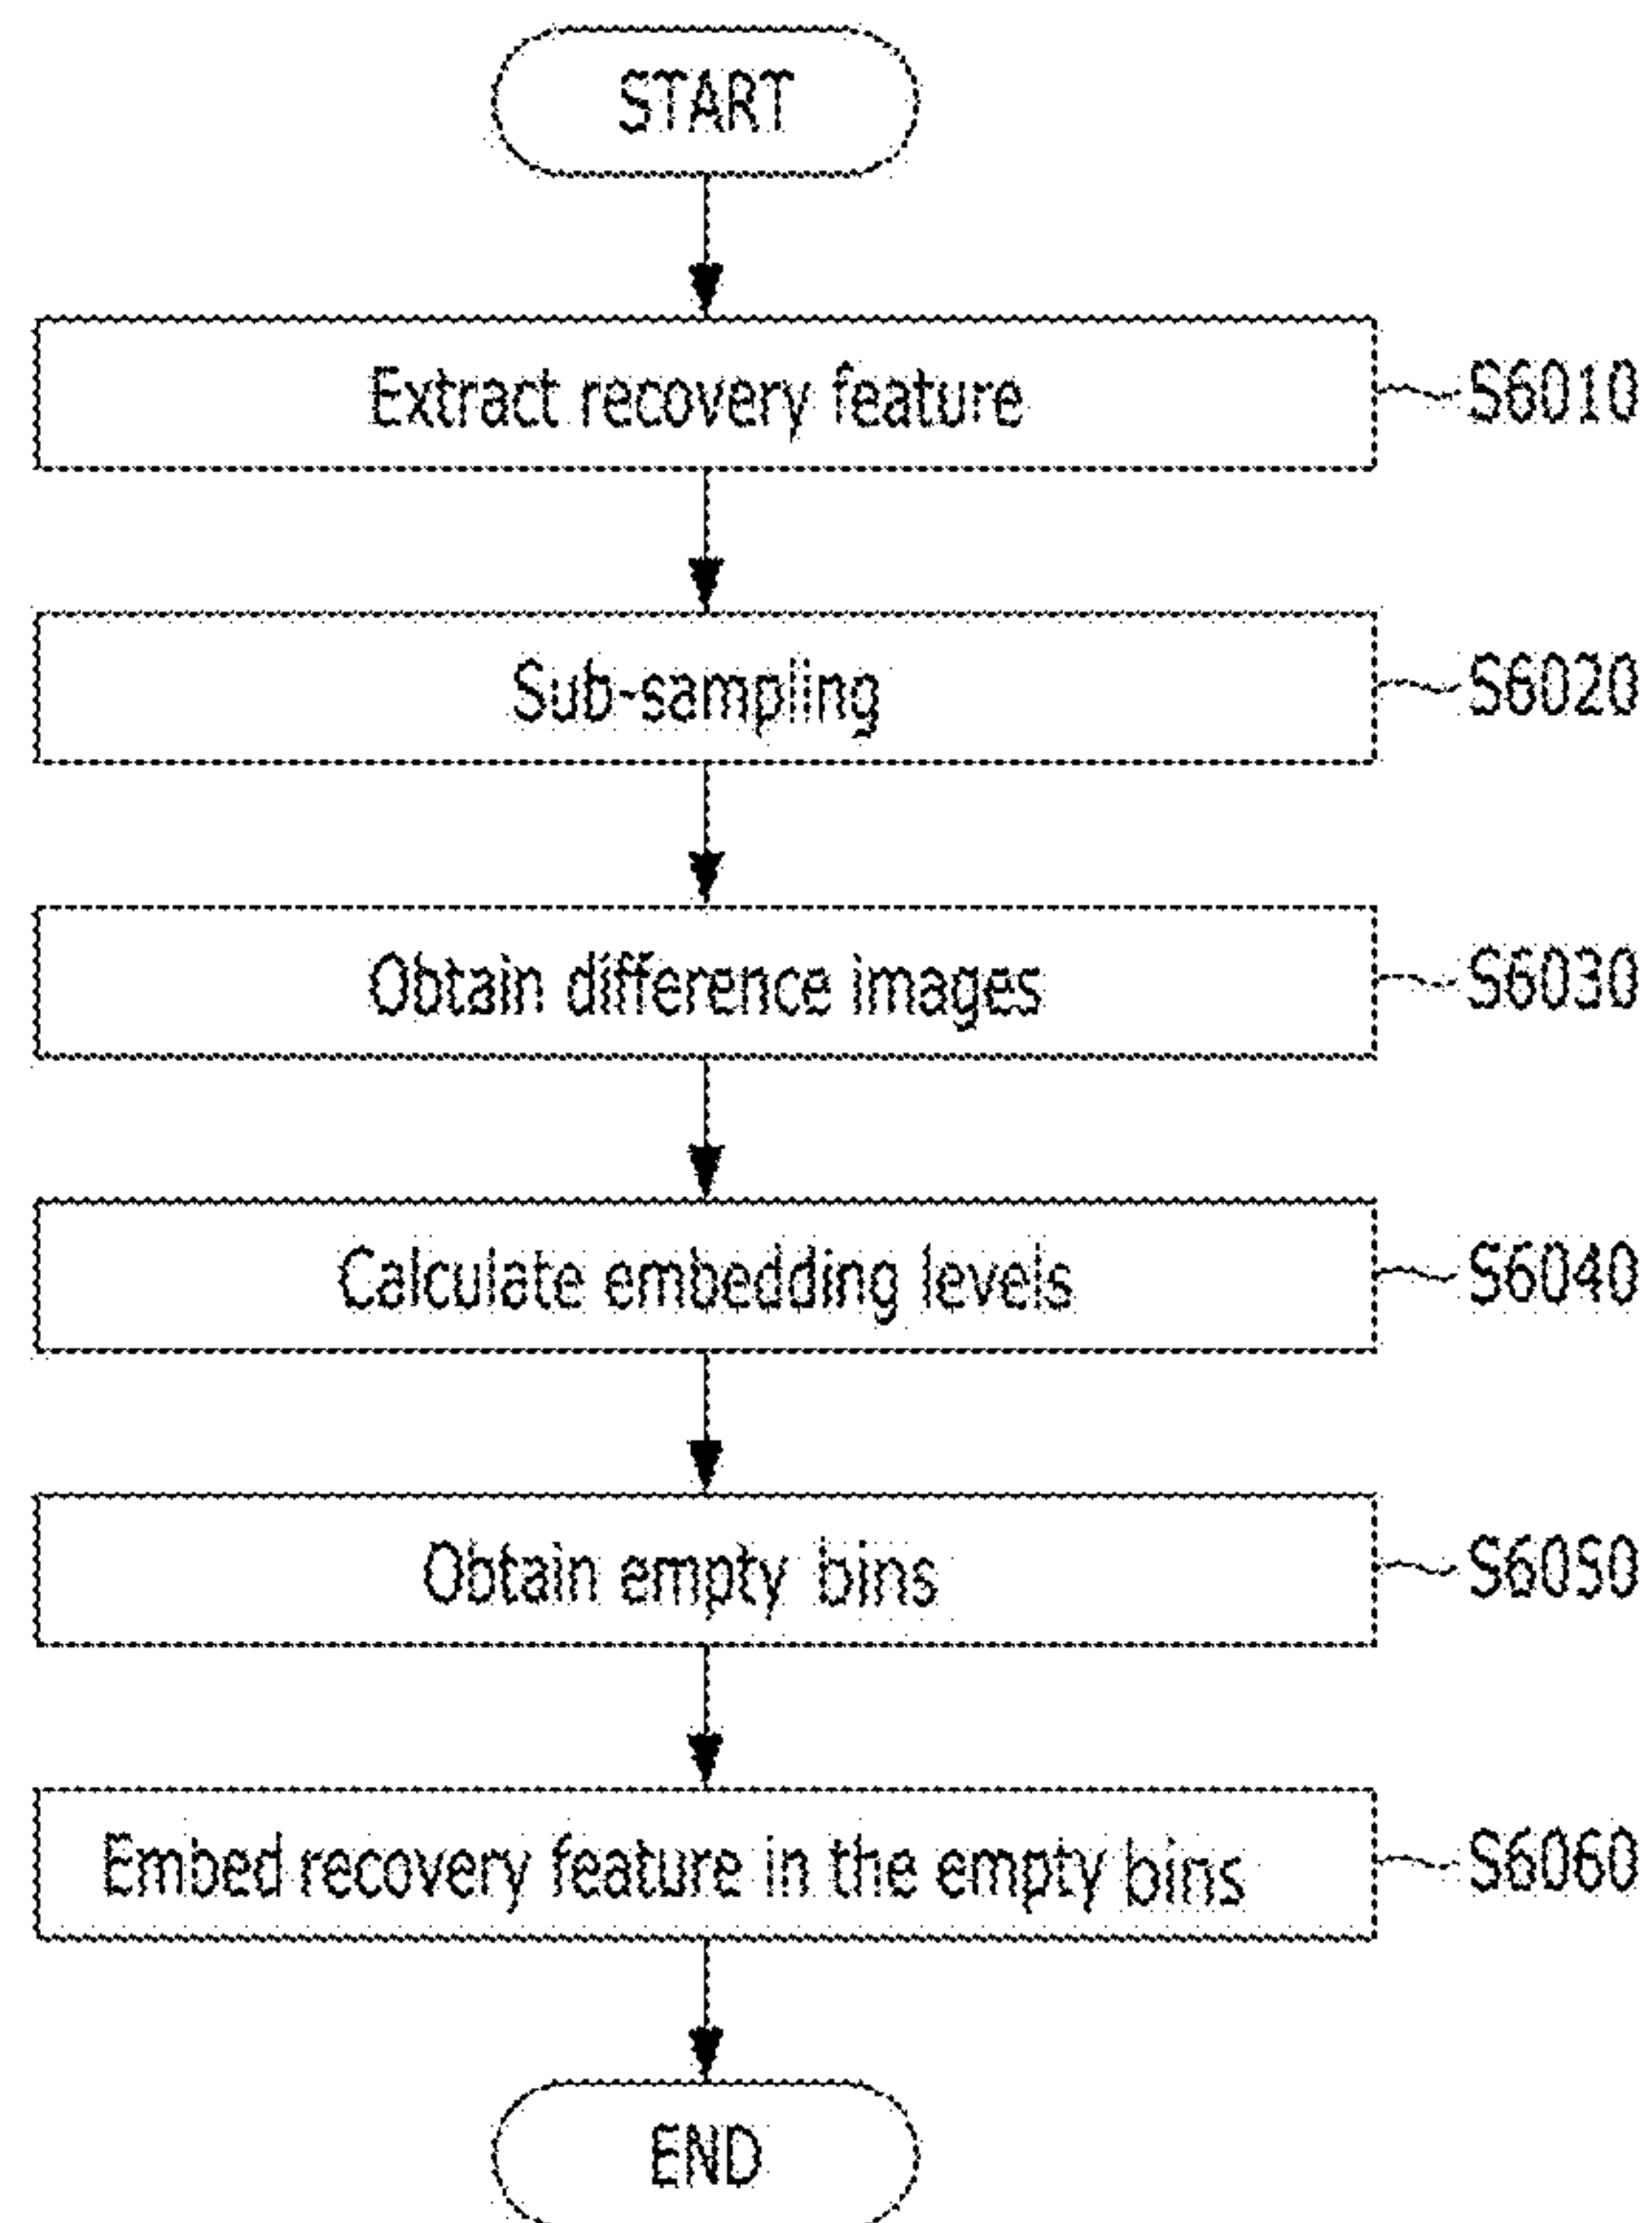 START
Extract recovery feature
S6010
Sub-sampling
S6020
Obtain difference images
S6030
Calculate embedding levels
S6040
Obtain empty bins
S6050
Embed recovery feature in the empty bins
S6060
END